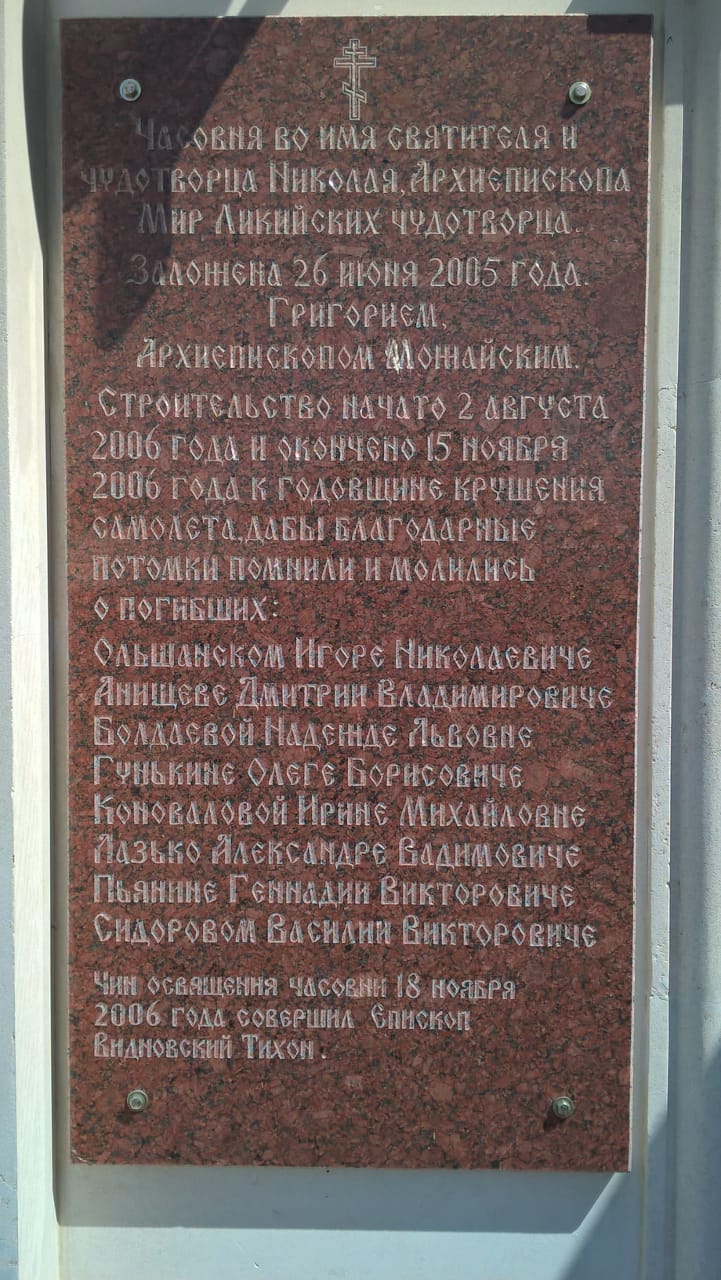 Часовня во имя святителя и
чудотворца Николая, Архиепископа
Мир Ликийских чудотворца.
Заложена 26 июня 2005 года.
Григорием,
Архиепископом Можайским.
Строительство начато 2 августа
2006 года и окончено 15 ноября
2006 года к годовщине крушения
самолета, дабы благодарные
потомки помнили и молились
о погибших:
Ольшанском Игоре Николаевиче
Анищеве Дмитрии Владимировиче
Болдаевой Надежде Львовне
Гунькине Олеге Борисовиче
Коноваловой Ирине Михайловне
Лазько Александре Вадимовиче
Пьянине Геннадии Викторовиче
Сидоровом Василии Викторовиче
Чин освящения часовни 18 ноября
2006 года совершил Епископ
Видновский Тихон.